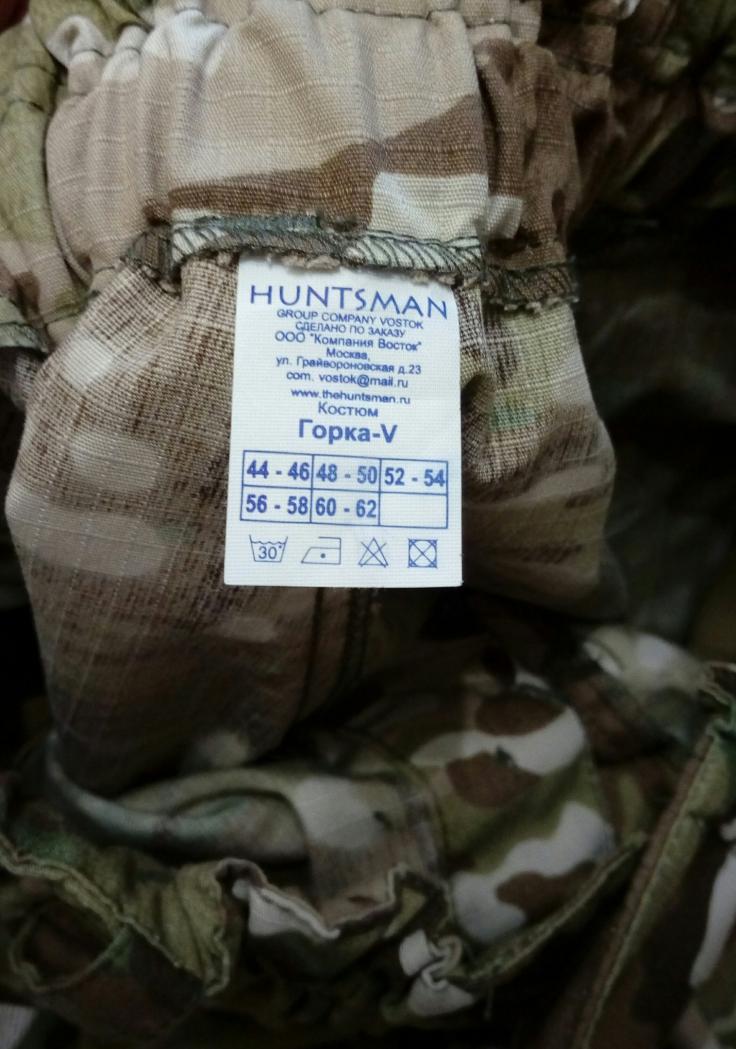 HUNTSMAN
GROUP COMPANY VOSTOK
СДЕЛАНО ПО ЗАКАЗУ
ООО "Компания Восток"
Москва,
ул. Грайвороновская д.23
com. vostok@mail.ru
www.thehuntsman.ru
Костюм
Горка-V
44 - 46 48 - 50 52 - 54
56 - 58 60 - 62
30°